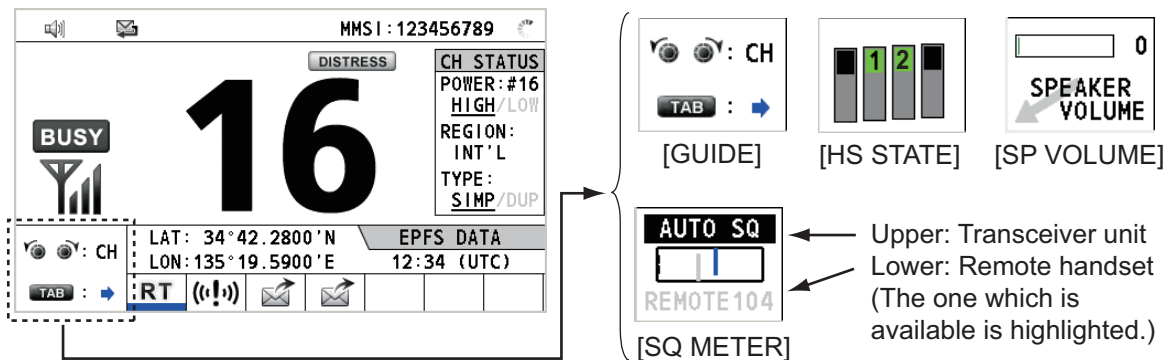 MMSI:123456789
16
DISTRESS
BUSY
CH STATUS
POWER:#16
HIGH/LOW
REGION:
INT'L
TYPE:
SIMP/DUP
: CH
TAB :
LAT: 34°42.2800'N
LON:135°19.5900'E
EPFS DATA
12:34 (UTC)
RT
: CH
TAB :
[GUIDE]
1 2
[HS STATE]
0
SPEAKER
VOLUME
[SP VOLUME]
AUTO SQ
REMOTE104
[SQ METER]
Upper: Transceiver unit
Lower: Remote handset
(The one which is
available is highlighted.)